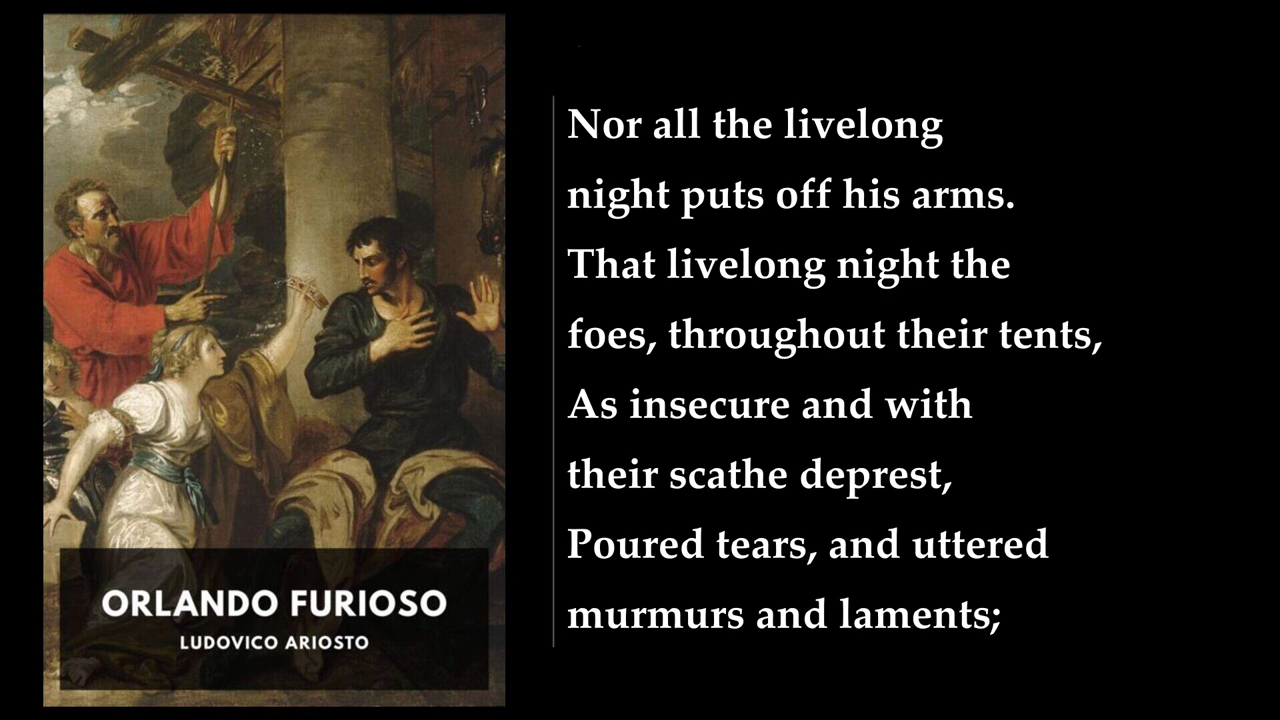 ORLANDO FURIOSO
LUDOVICO ARIOSTO
Nor all the livelong
night puts off his arms.
That livelong night the
foes, throughout their tents,
As insecure and with
their scathe deprest,
Poured tears, and uttered
murmurs and laments;